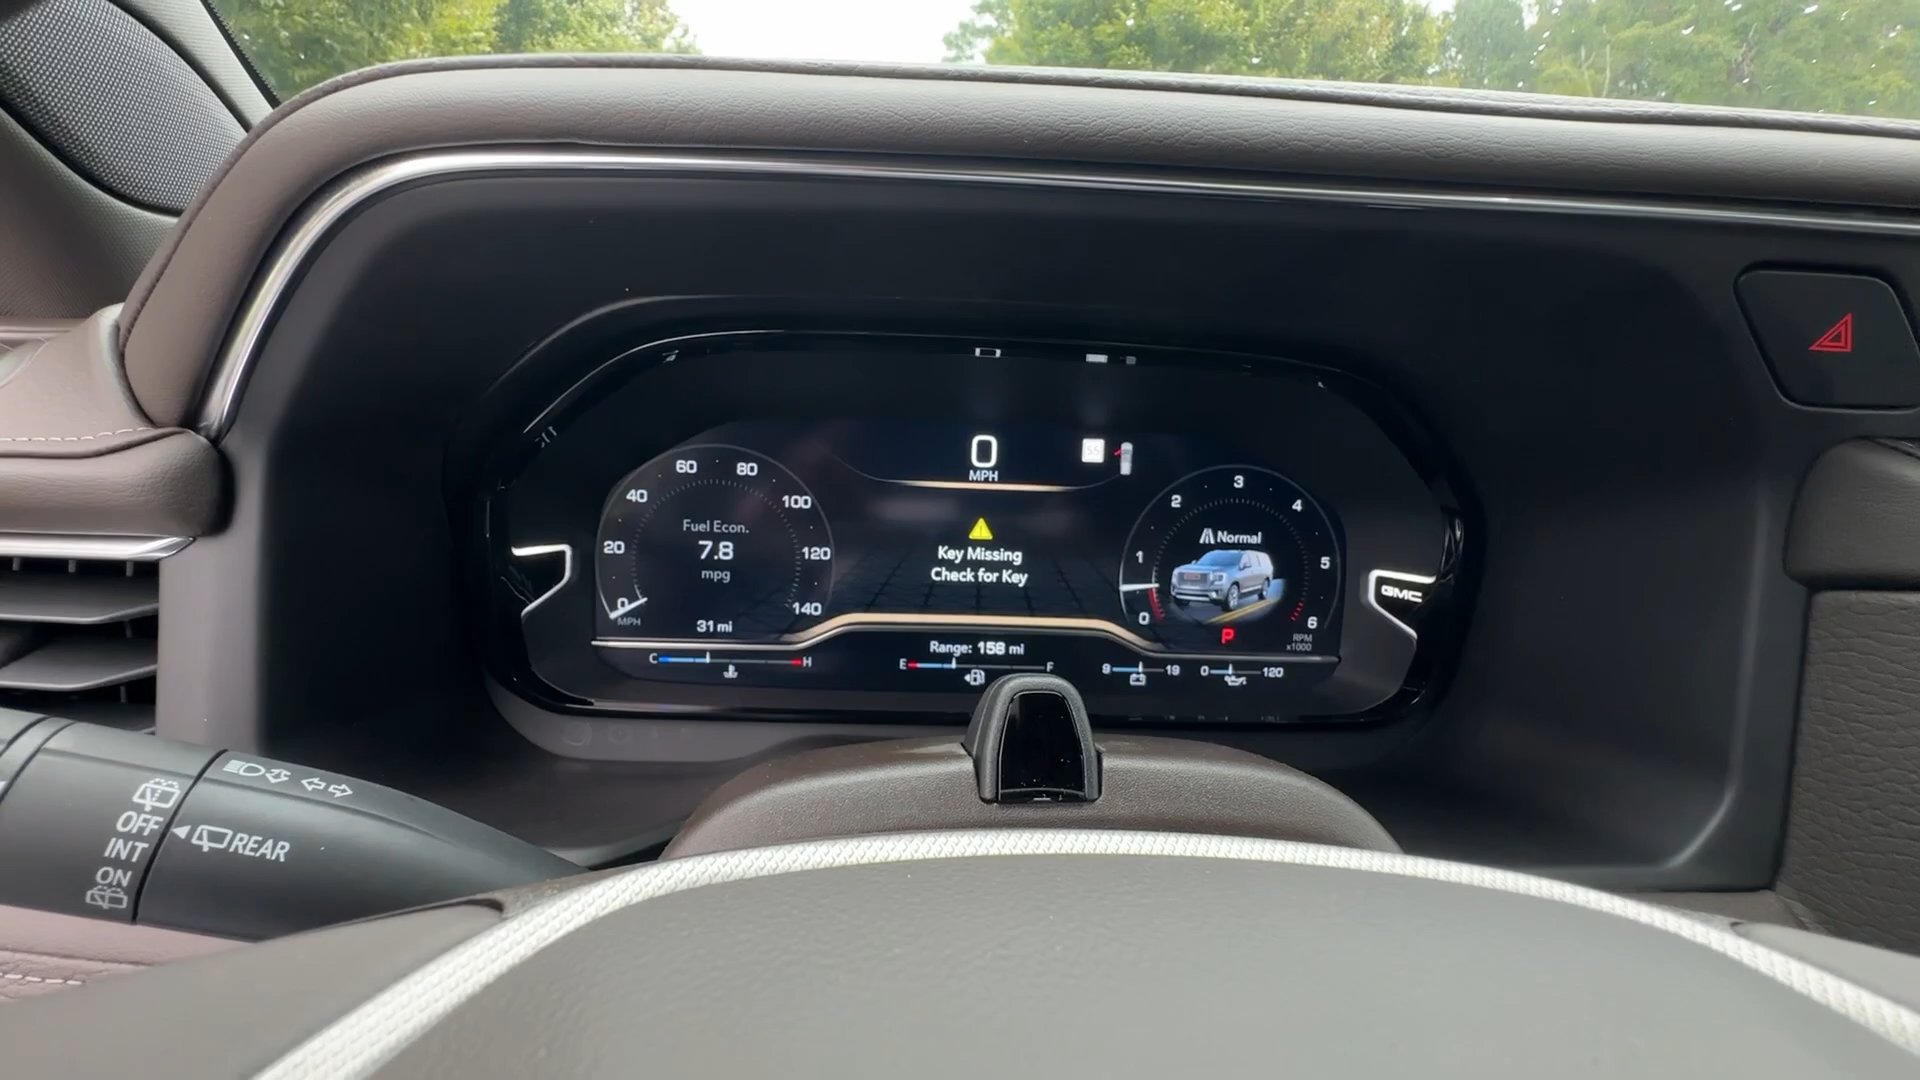 0
MPH
55
Key Missing
Check for Key
60 80
40 100
20 120
0 140
MPH
Fuel Econ.
7.8
mpg
31 mi
3
2 4
1 5
0 6
Normal
P
RPM
x1000
GMC
Range: 158 mi
C H
E F
9 19
0 120
OFF
INT
ON
REAR